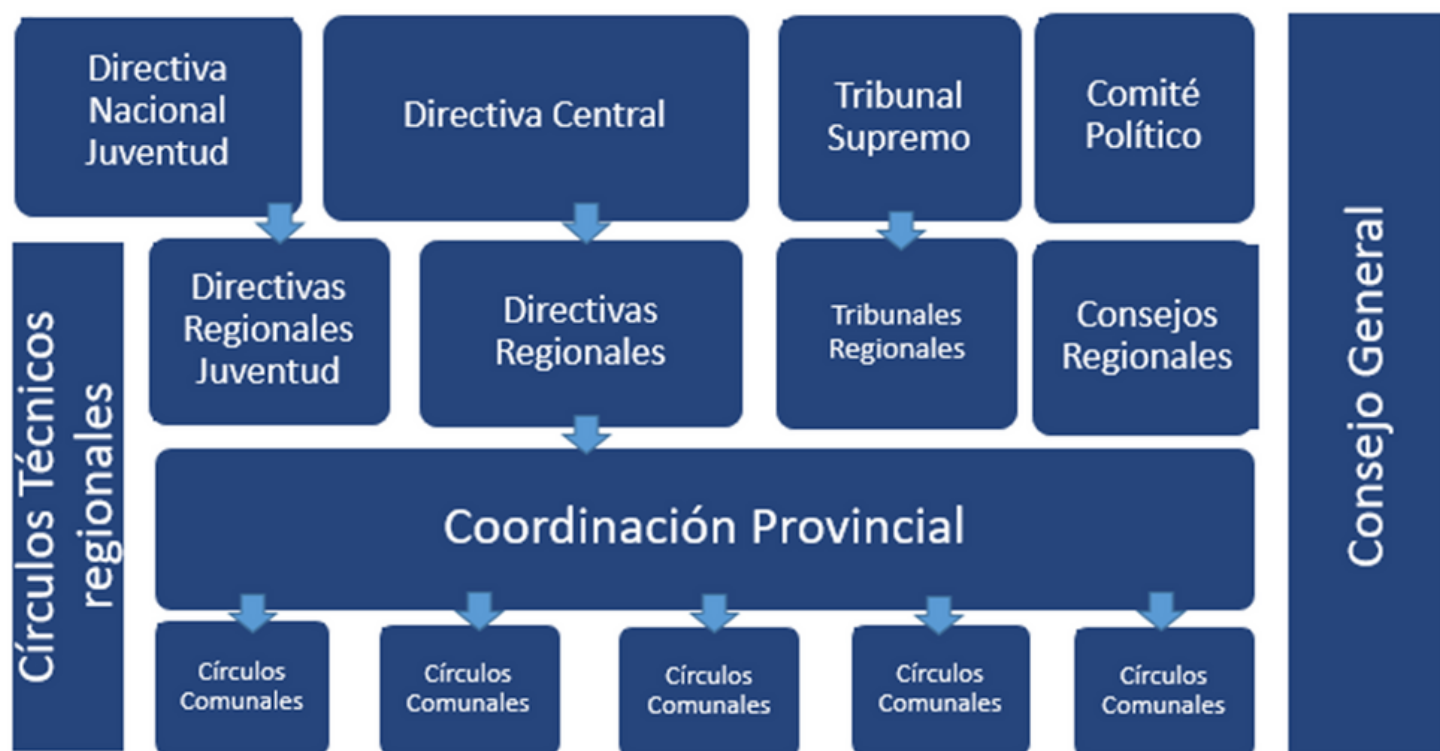 Directiva
Nacional
Juventud
Directiva Central
Tribunal
Supremo
Comité
Político
Directivas
Regionales
Juventud
Directivas
Regionales
Tribunales
Regionales
Consejos
Regionales
Coordinación Provincial
Círculos
Comunales
Círculos
Comunales
Círculos
Comunales
Círculos
Comunales
Círculos
Comunales
Círculos Técnicos
regionales
Consejo General